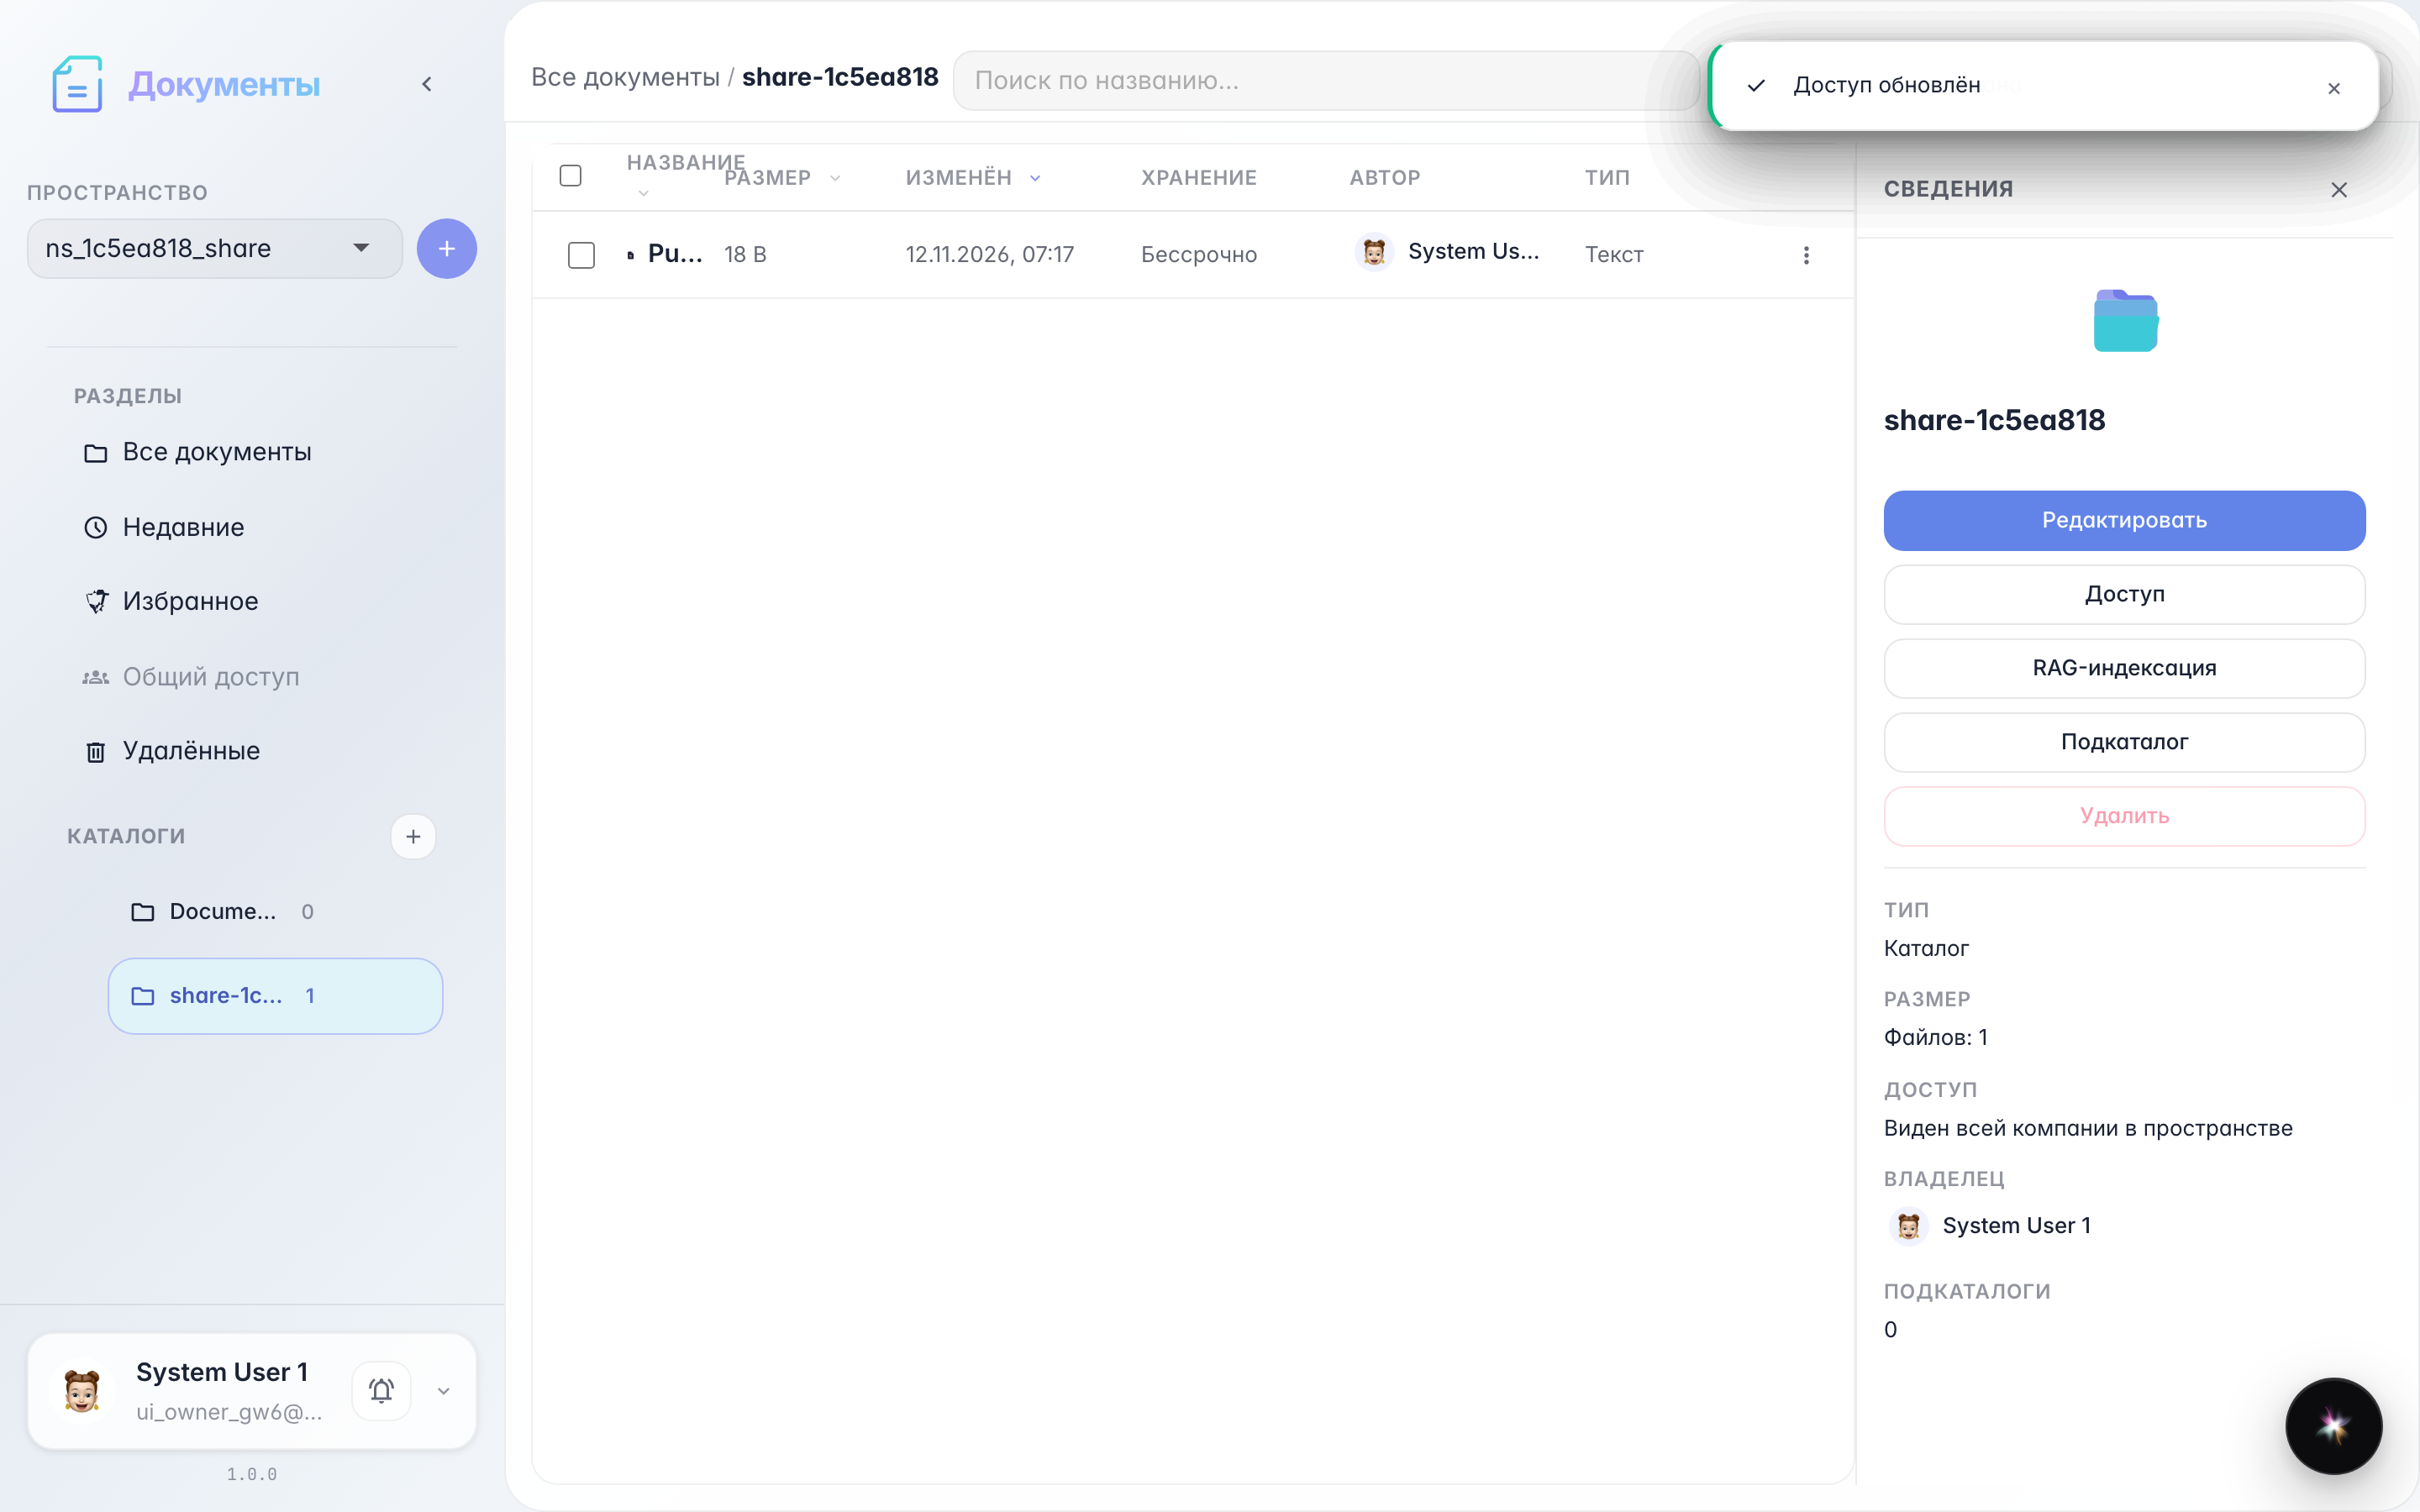 Документы
ПРОСТРАНСТВО
ns_1c5ea818_share
РАЗДЕЛЫ
Все документы
Недавние
Избранное
Общий доступ
Удалённые
КАТАЛОГИ
Docume... 0
share-1c... 1
System User 1
ui_owner_gw6@...
1.0.0
Все документы / share-1c5ea818
Поиск по названию...
Доступ обновлён
НАЗВАНИЕ РАЗМЕР ИЗМЕНЁН ХРАНЕНИЕ АВТОР ТИП
Pu... 18 B 12.11.2026, 07:17 Бессрочно System Us... Текст
СВЕДЕНИЯ
share-1c5ea818
Редактировать
Доступ
RAG-индексация
Подкаталог
Удалить
ТИП
Каталог
РАЗМЕР
Файлов: 1
ДОСТУП
Виден всей компании в пространстве
ВЛАДЕЛЕЦ
System User 1
ПОДКАТАЛОГИ
0